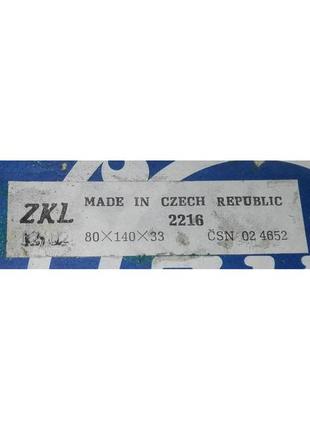 ZKL MADE IN CZECH REPUBLIC
2216
80×140×33 ČSN 02 4652